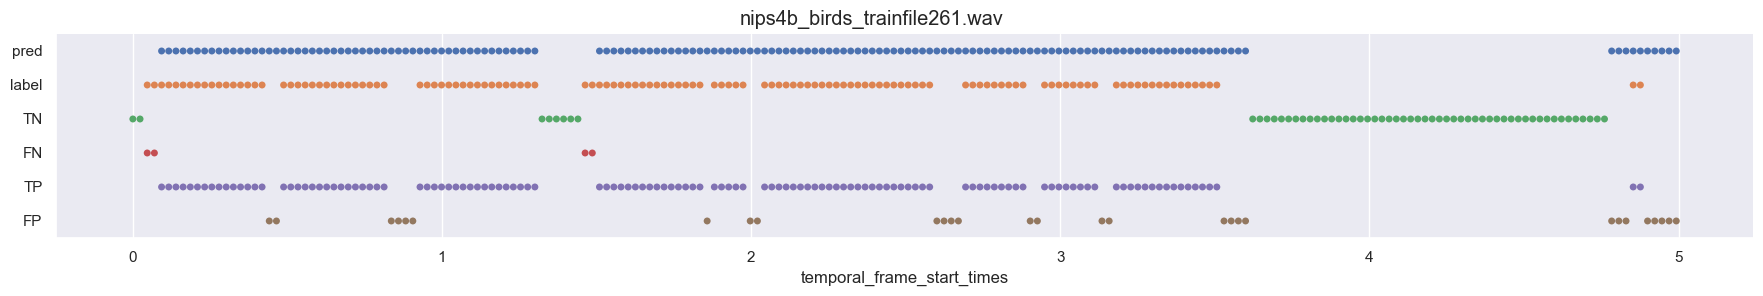 nips4b_birds_trainfile261.wav
pred
label
TN
FN
TP
FP
0 1 2 3 4 5
temporal_frame_start_times